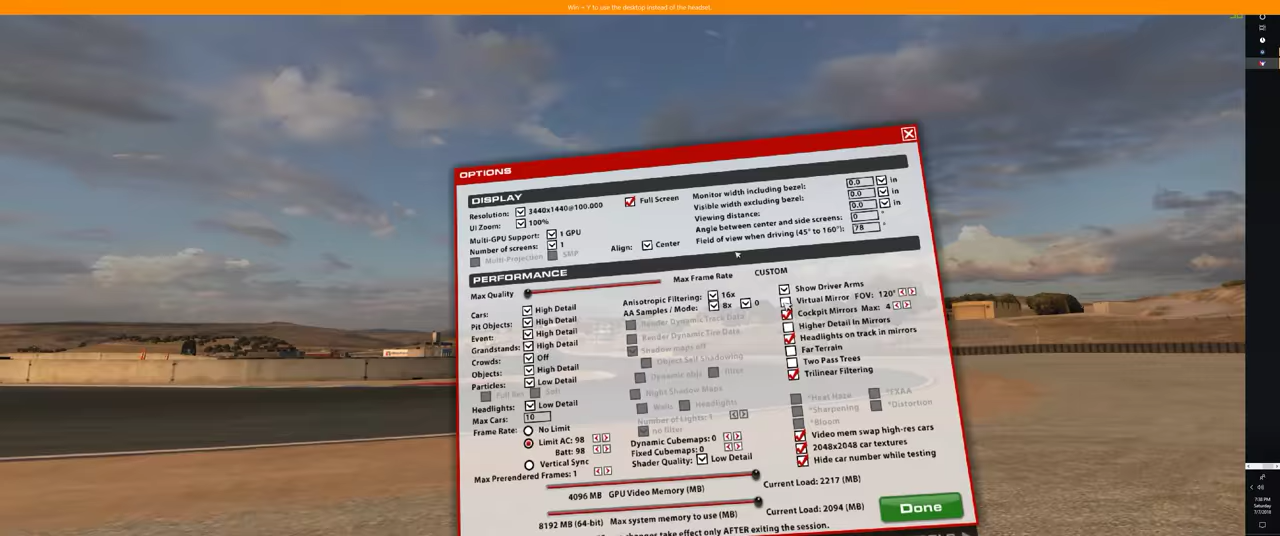 Win + Y to use the desktop instead of the headset.
OPTIONS
DISPLAY
Resolution: 3440x1440@100.000
Full Screen
UI Zoom: 100%
Multi-GPU Support: 1 GPU
Number of screens: 1
Align: Center
Multi-Projection SMP
Monitor width including bezel: 0.0 in
Visible width excluding bezel: 0.0 in
Viewing distance: 0.0 in
Angle between center and side screens: 0 °
Field of view when driving (45° to 160°): 78 °
PERFORMANCE
Max Quality
Max Frame Rate
Cars: High Detail
Pit Objects: High Detail
Event: High Detail
Grandstands: High Detail
Crowds: Off
Objects: High Detail
Particles: Low Detail
Full Res Soft
Headlights: Low Detail
Max Cars: 10
Frame Rate: No Limit
Limit AC: 98
Batt: 98
Vertical Sync
Max Prerendered Frames: 1
Anisotropic Filtering: 16x
AA Samples / Mode: 8x 0
Render Dynamic Track Data
Render Dynamic Tire Data
Shadow maps off
Object Self Shadowing
Dynamic objs filter
Night Shadow Maps
Walls Headlights
Number of Lights: 1
no filter
Dynamic Cubemaps: 0
Fixed Cubemaps: 0
Shader Quality: Low Detail
CUSTOM
Show Driver Arms
Virtual Mirror FOV: 120°
Cockpit Mirrors Max: 4
Higher Detail In Mirrors
Headlights on track in mirrors
Far Terrain
Two Pass Trees
Trilinear Filtering
*Heat Haze *FXAA
*Sharpening *Distortion
*Bloom
Video mem swap high-res cars
2048x2048 car textures
Hide car number while testing
4096 MB GPU Video Memory (MB) Current Load: 2217 (MB)
8192 MB (64-bit) Max system memory to use (MB) Current Load: 2094 (MB)
changes take effect only AFTER exiting the session.
Done
7:38 PM
Saturday
7/7/2018